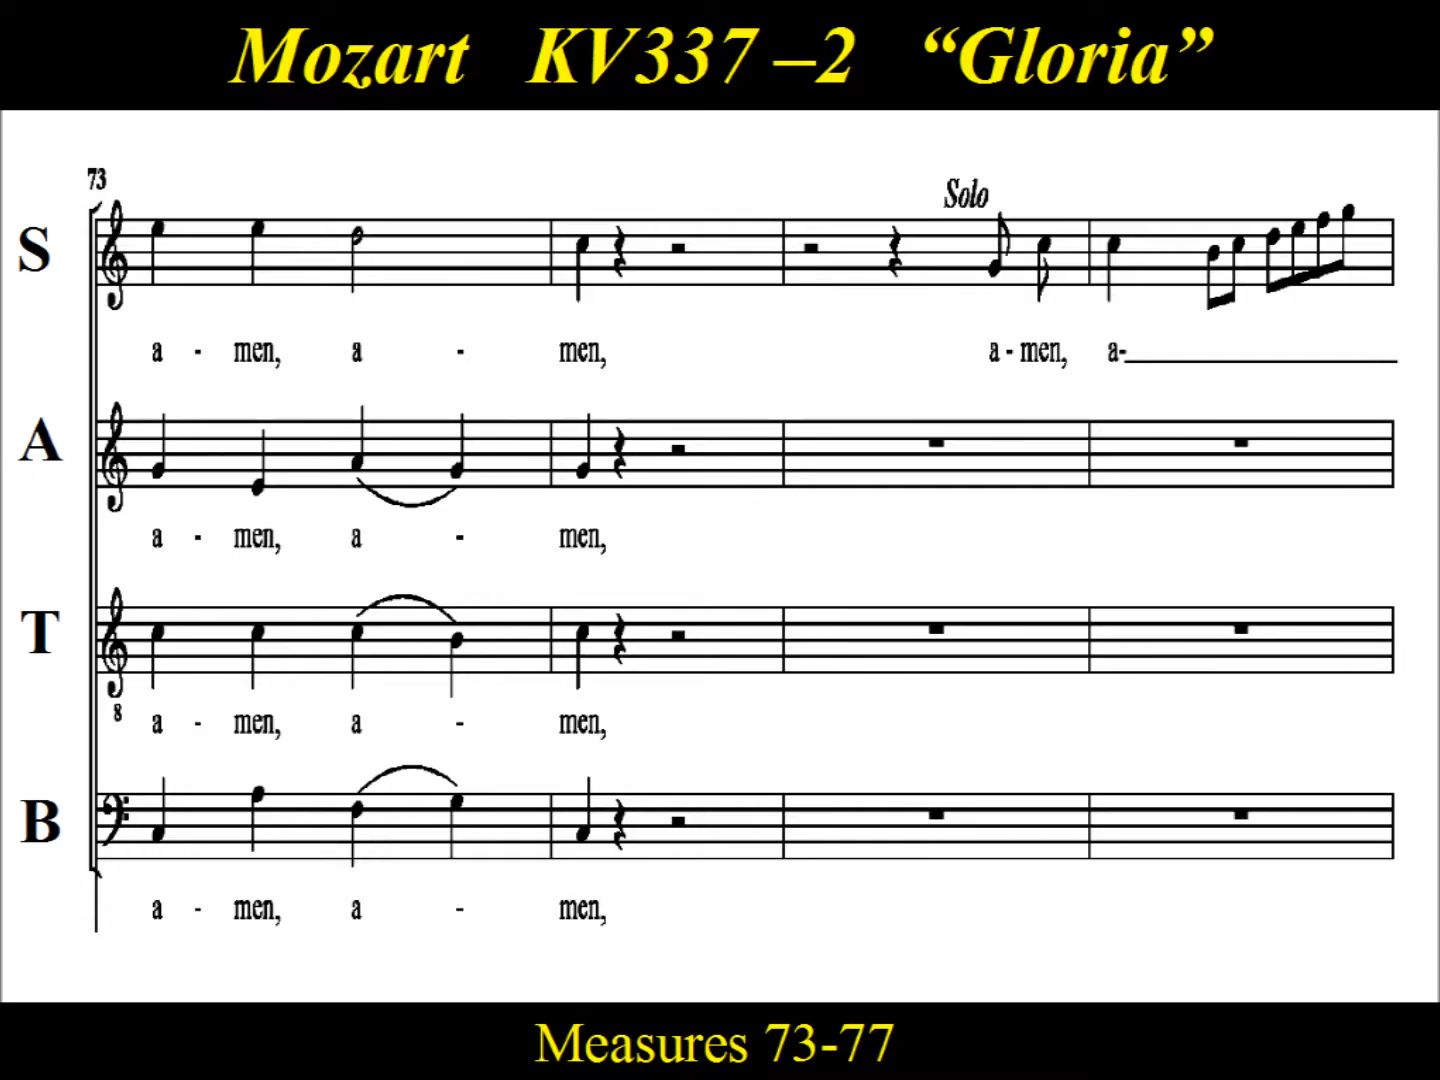 Mozart KV337 –2 “Gloria”
73
Solo
S
a - men, a - men, a - men, a-
A
a - men, a - men,
T
8
a - men, a - men,
B
a - men, a - men,
Measures 73-77